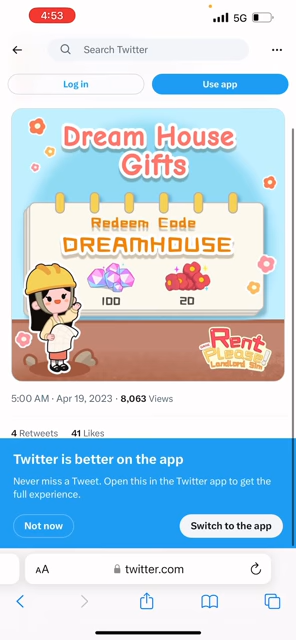 4:53
5G
Search Twitter
Log in
Use app
Dream House
Gifts
Redeem Code
DREAMHOUSE
100
20
Rent
Please!
Landlord Sim
5:00 AM · Apr 19, 2023 · 8,063 Views
4 Retweets 41 Likes
Twitter is better on the app
Never miss a Tweet. Open this in the Twitter app to get the
full experience.
Not now
Switch to the app
AA
twitter.com